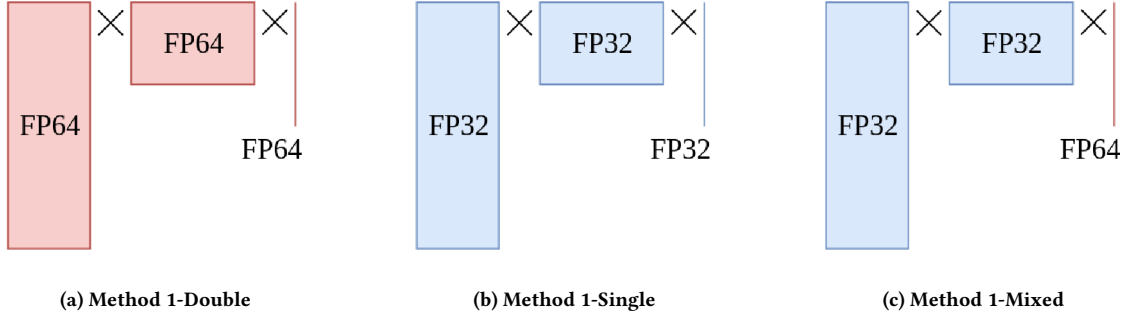 FP64
FP64
FP64
(a) Method 1-Double
FP32
FP32
FP32
(b) Method 1-Single
FP32
FP32
FP64
(c) Method 1-Mixed